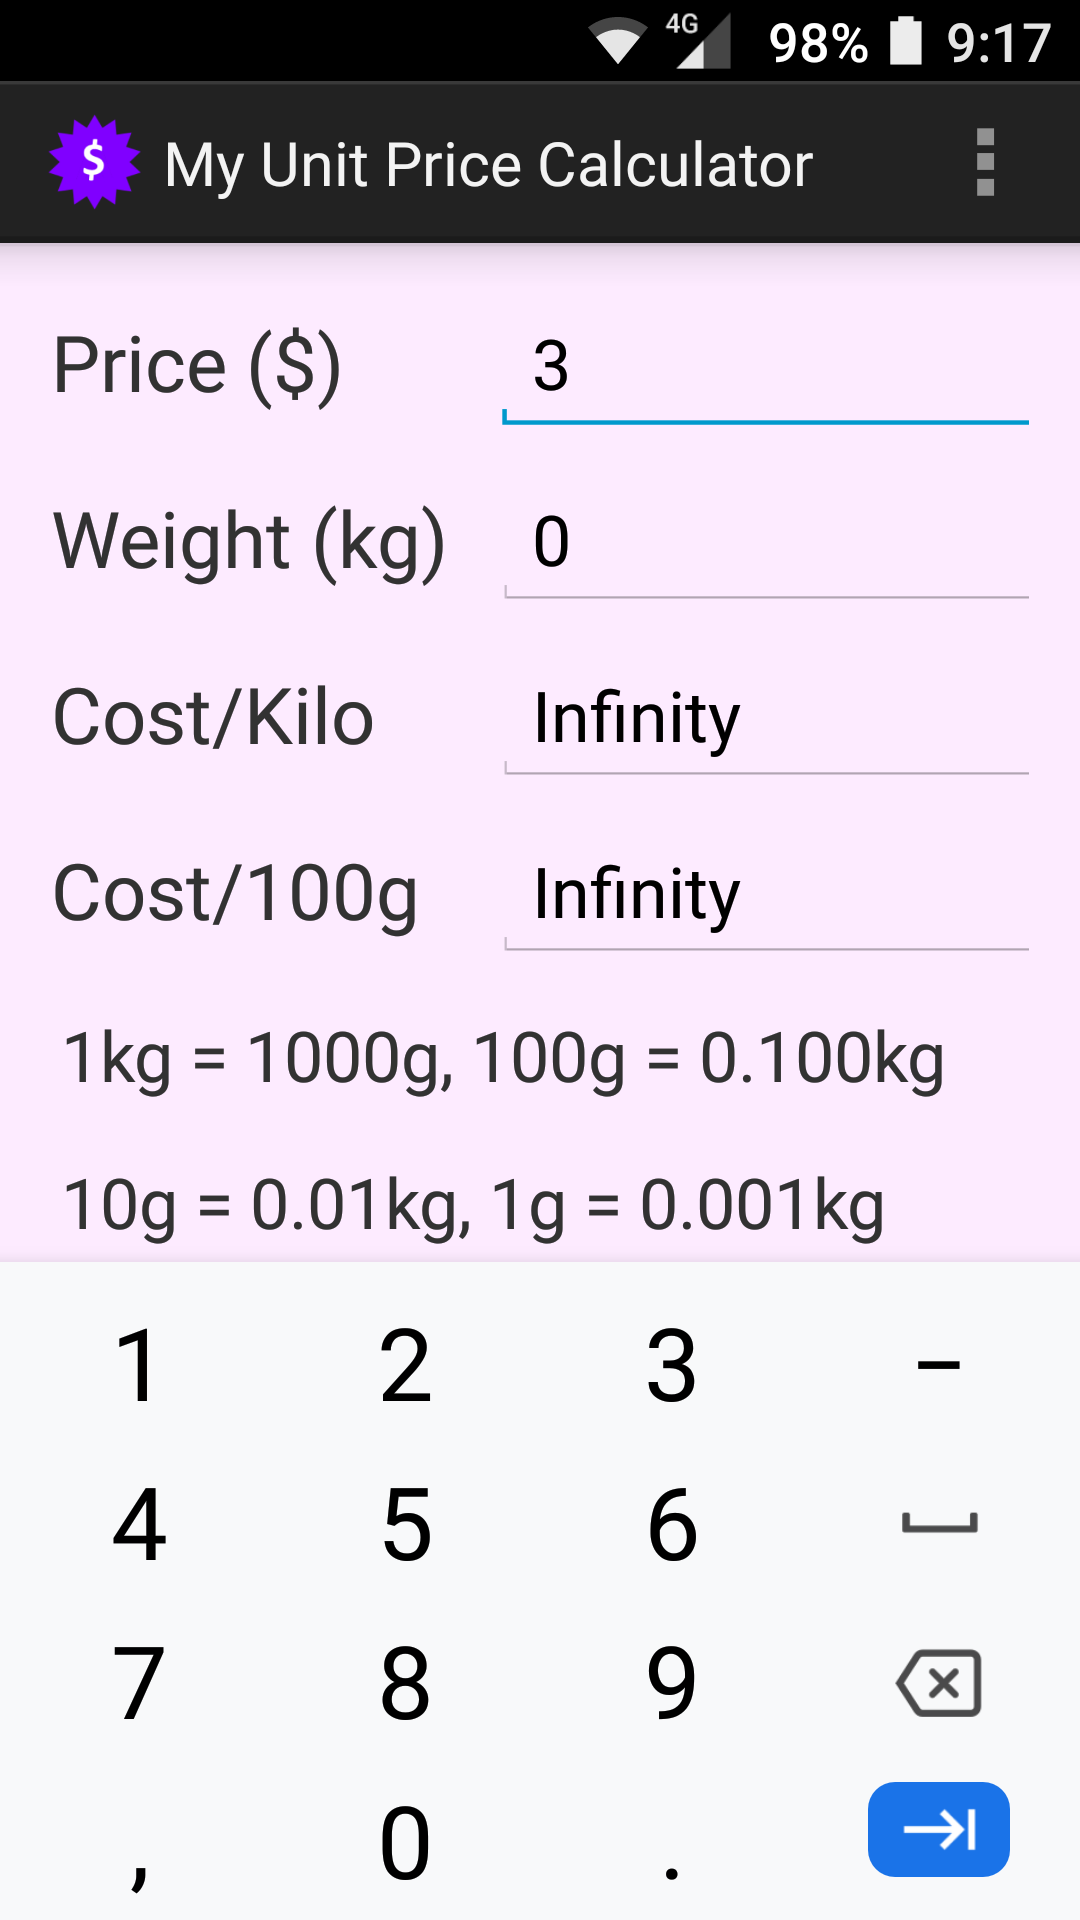 4G 98% 9:17
$ My Unit Price Calculator
Price ($) 3
Weight (kg) 0
Cost/Kilo Infinity
Cost/100g Infinity
1kg = 1000g, 100g = 0.100kg
10g = 0.01kg, 1g = 0.001kg
1 2 3 –
4 5 6
7 8 9
, 0 .